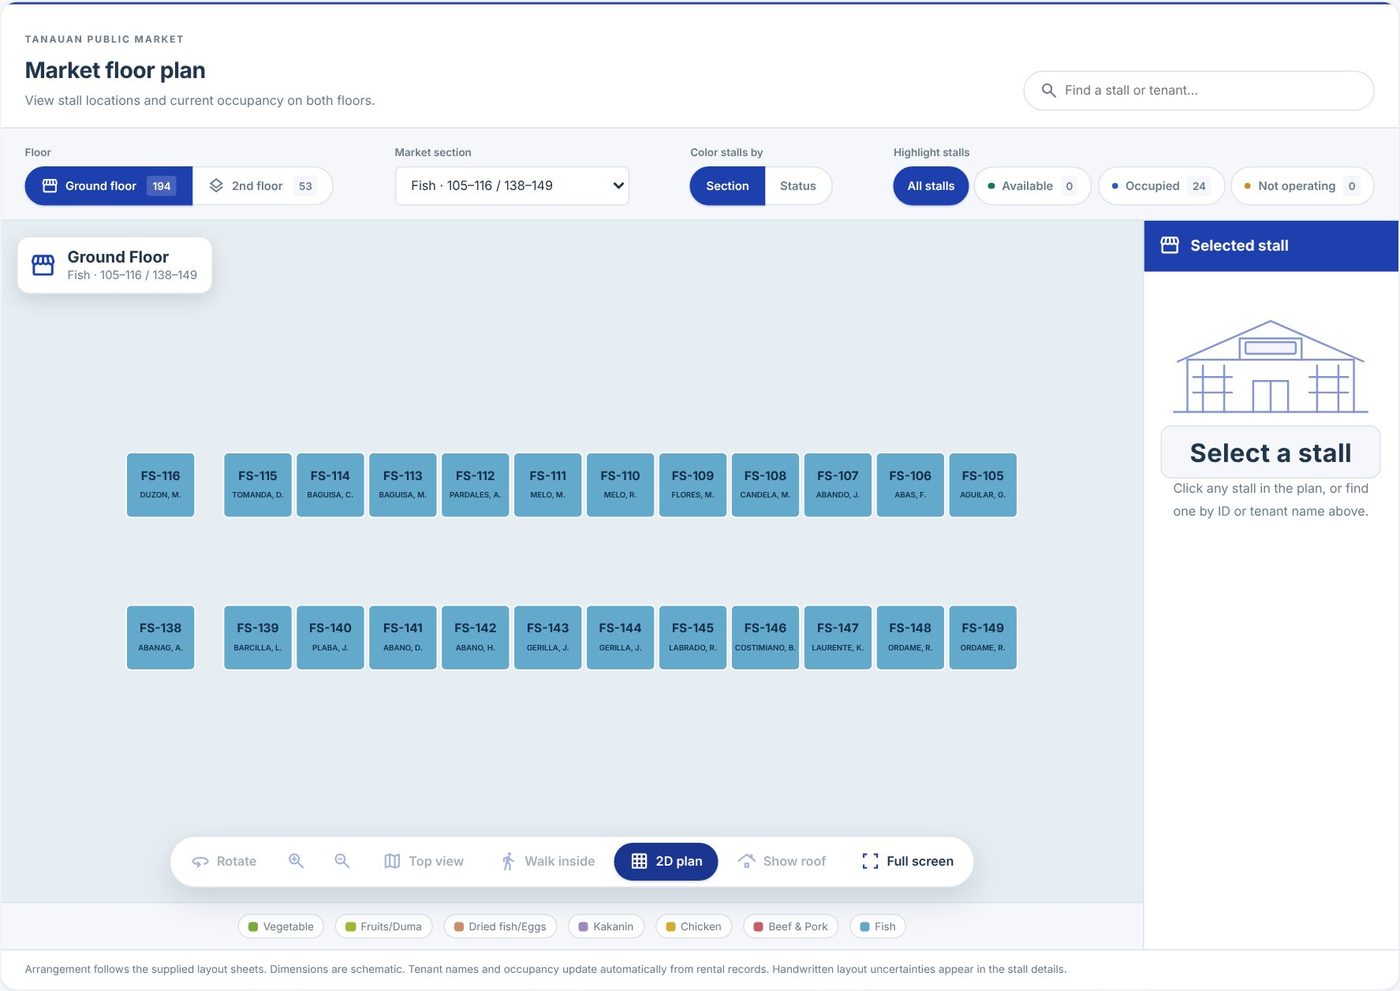 TANAUAN PUBLIC MARKET
Market floor plan
View stall locations and current occupancy on both floors.
Find a stall or tenant...
Floor
Market section
Color stalls by
Highlight stalls
Ground floor 194
2nd floor 53
Fish · 105–116 / 138–149
Section
Status
All stalls
Available 0
Occupied 24
Not operating 0
Ground Floor
Fish · 105–116 / 138–149
Selected stall
Select a stall
Click any stall in the plan, or find
one by ID or tenant name above.
FS-116 FS-115 FS-114 FS-113 FS-112 FS-111 FS-110 FS-109 FS-108 FS-107 FS-106 FS-105
DUZON, M. TOMANDA, D. BAGUISA, C. BAGUISA, M. PARDALES, A. MELO, M. MELO, R. FLORES, M. CANDELA, M. ABANDO, J. ABAS, F. AGUILAR, G.
FS-138 FS-139 FS-140 FS-141 FS-142 FS-143 FS-144 FS-145 FS-146 FS-147 FS-148 FS-149
ABANAG, A. BARCILLA, L. PLABA, J. ABANO, D. ABANO, H. GERILLA, J. GERILLA, J. LABRADO, R. COSTIMIANO, B. LAURENTE, K. ORDAME, R. ORDAME, R.
Rotate
Top view
Walk inside
2D plan
Show roof
Full screen
Vegetable
Fruits/Duma
Dried fish/Eggs
Kakanin
Chicken
Beef & Pork
Fish
Arrangement follows the supplied layout sheets. Dimensions are schematic. Tenant names and occupancy update automatically from rental records. Handwritten layout uncertainties appear in the stall details.